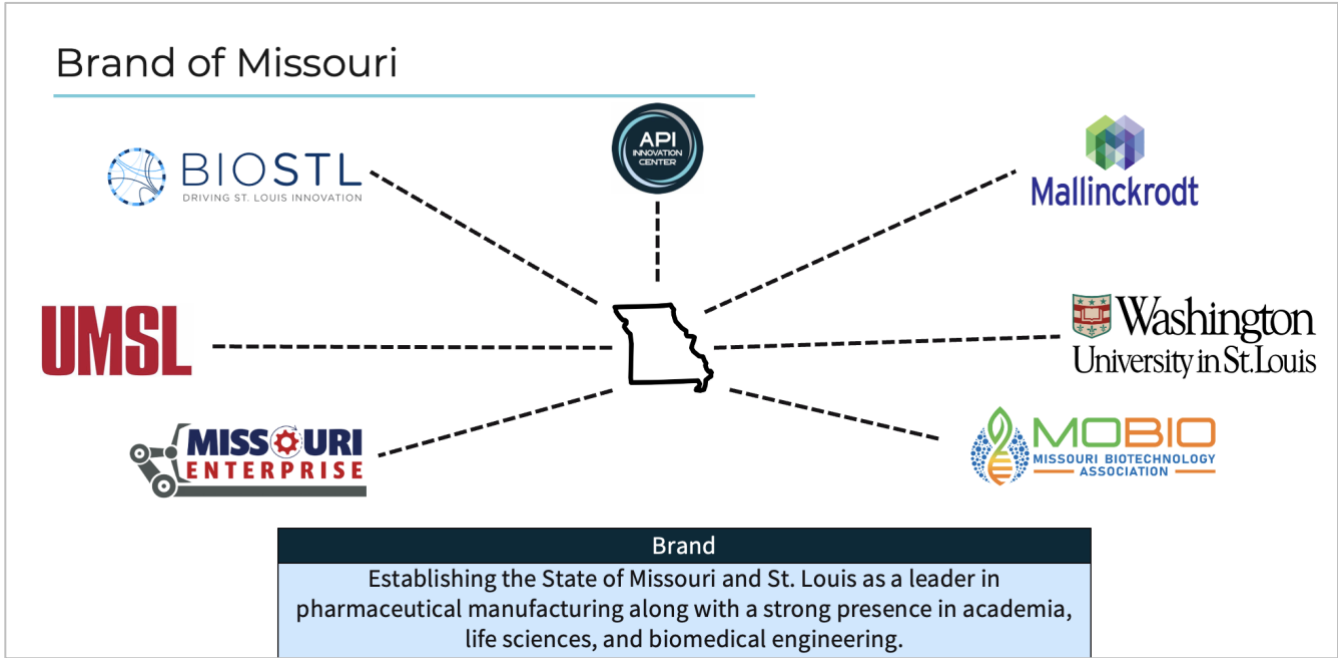 Brand of Missouri
BIOSTL
DRIVING ST. LOUIS INNOVATION
API
INNOVATION
CENTER
Mallinckrodt
UMSL
Washington
University in St. Louis
MISSOURI
ENTERPRISE
MOBIO
MISSOURI BIOTECHNOLOGY
ASSOCIATION
Brand
Establishing the State of Missouri and St. Louis as a leader in
pharmaceutical manufacturing along with a strong presence in academia,
life sciences, and biomedical engineering.